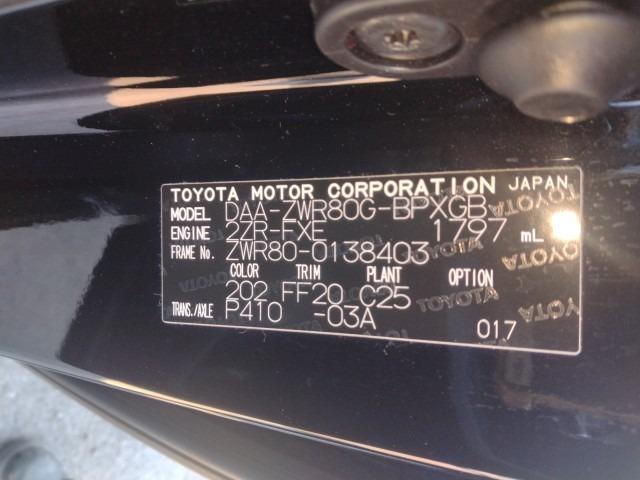 TOYOTA MOTOR CORPORATION JAPAN
MODEL DAA-ZWR80G-BPXGB
ENGINE 2ZR-FXE 1797 mL
FRAME No. ZWR80-0138403
COLOR TRIM PLANT OPTION
202 FF20 C25
TRANS./AXLE P410 -03A
017